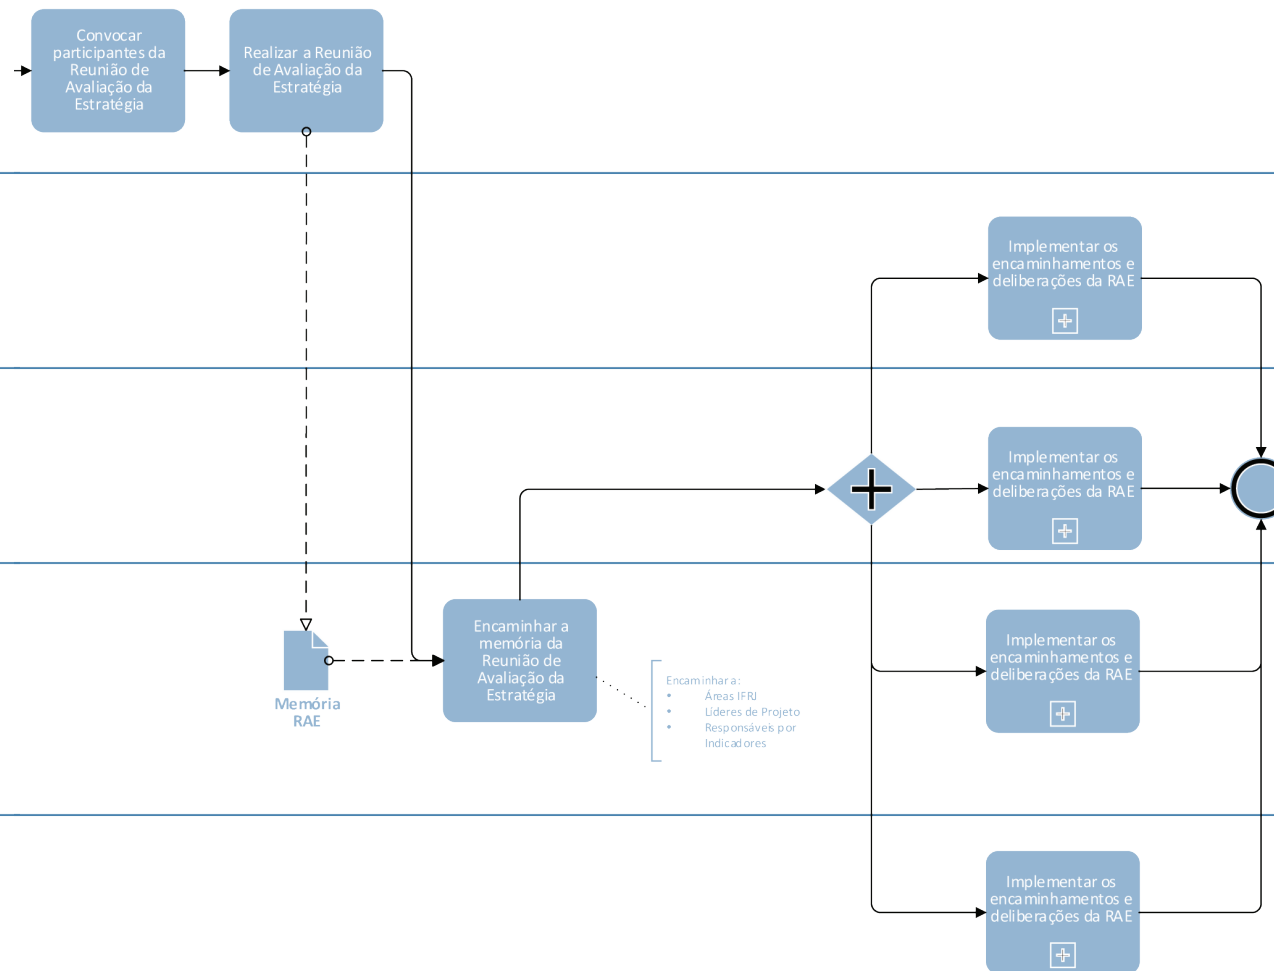 Convocar
participantes da
Reunião de
Avaliação da
Estratégia
Realizar a Reunião
de Avaliação da
Estratégia
Implementar os
encaminhamentos e
deliberações da RAE
Implementar os
encaminhamentos e
deliberações da RAE
Encaminhar a
memória da
Reunião de
Avaliação da
Estratégia
Memória
RAE
Encaminhar a:
• Áreas IFRJ
• Líderes de Projeto
• Responsáveis por
Indicadores
Implementar os
encaminhamentos e
deliberações da RAE
Implementar os
encaminhamentos e
deliberações da RAE